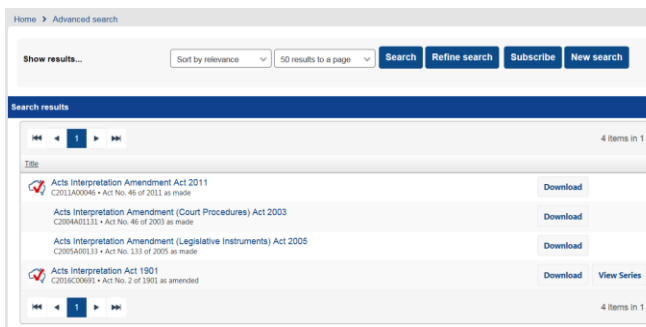 Home > Advanced search
Show results... Sort by relevance 50 results to a page Search Refine search Subscribe New search
Search results
1 4 items in 1
Title
Acts Interpretation Amendment Act 2011 Download
C2011A00046 • Act No. 46 of 2011 as made
Acts Interpretation Amendment (Court Procedures) Act 2003 Download
C2004A01131 • Act No. 46 of 2003 as made
Acts Interpretation Amendment (Legislative Instruments) Act 2005 Download
C2005A00133 • Act No. 133 of 2005 as made
Acts Interpretation Act 1901 Download View Series
C2016C00691 • Act No. 2 of 1901 as amended
1 4 items in 1